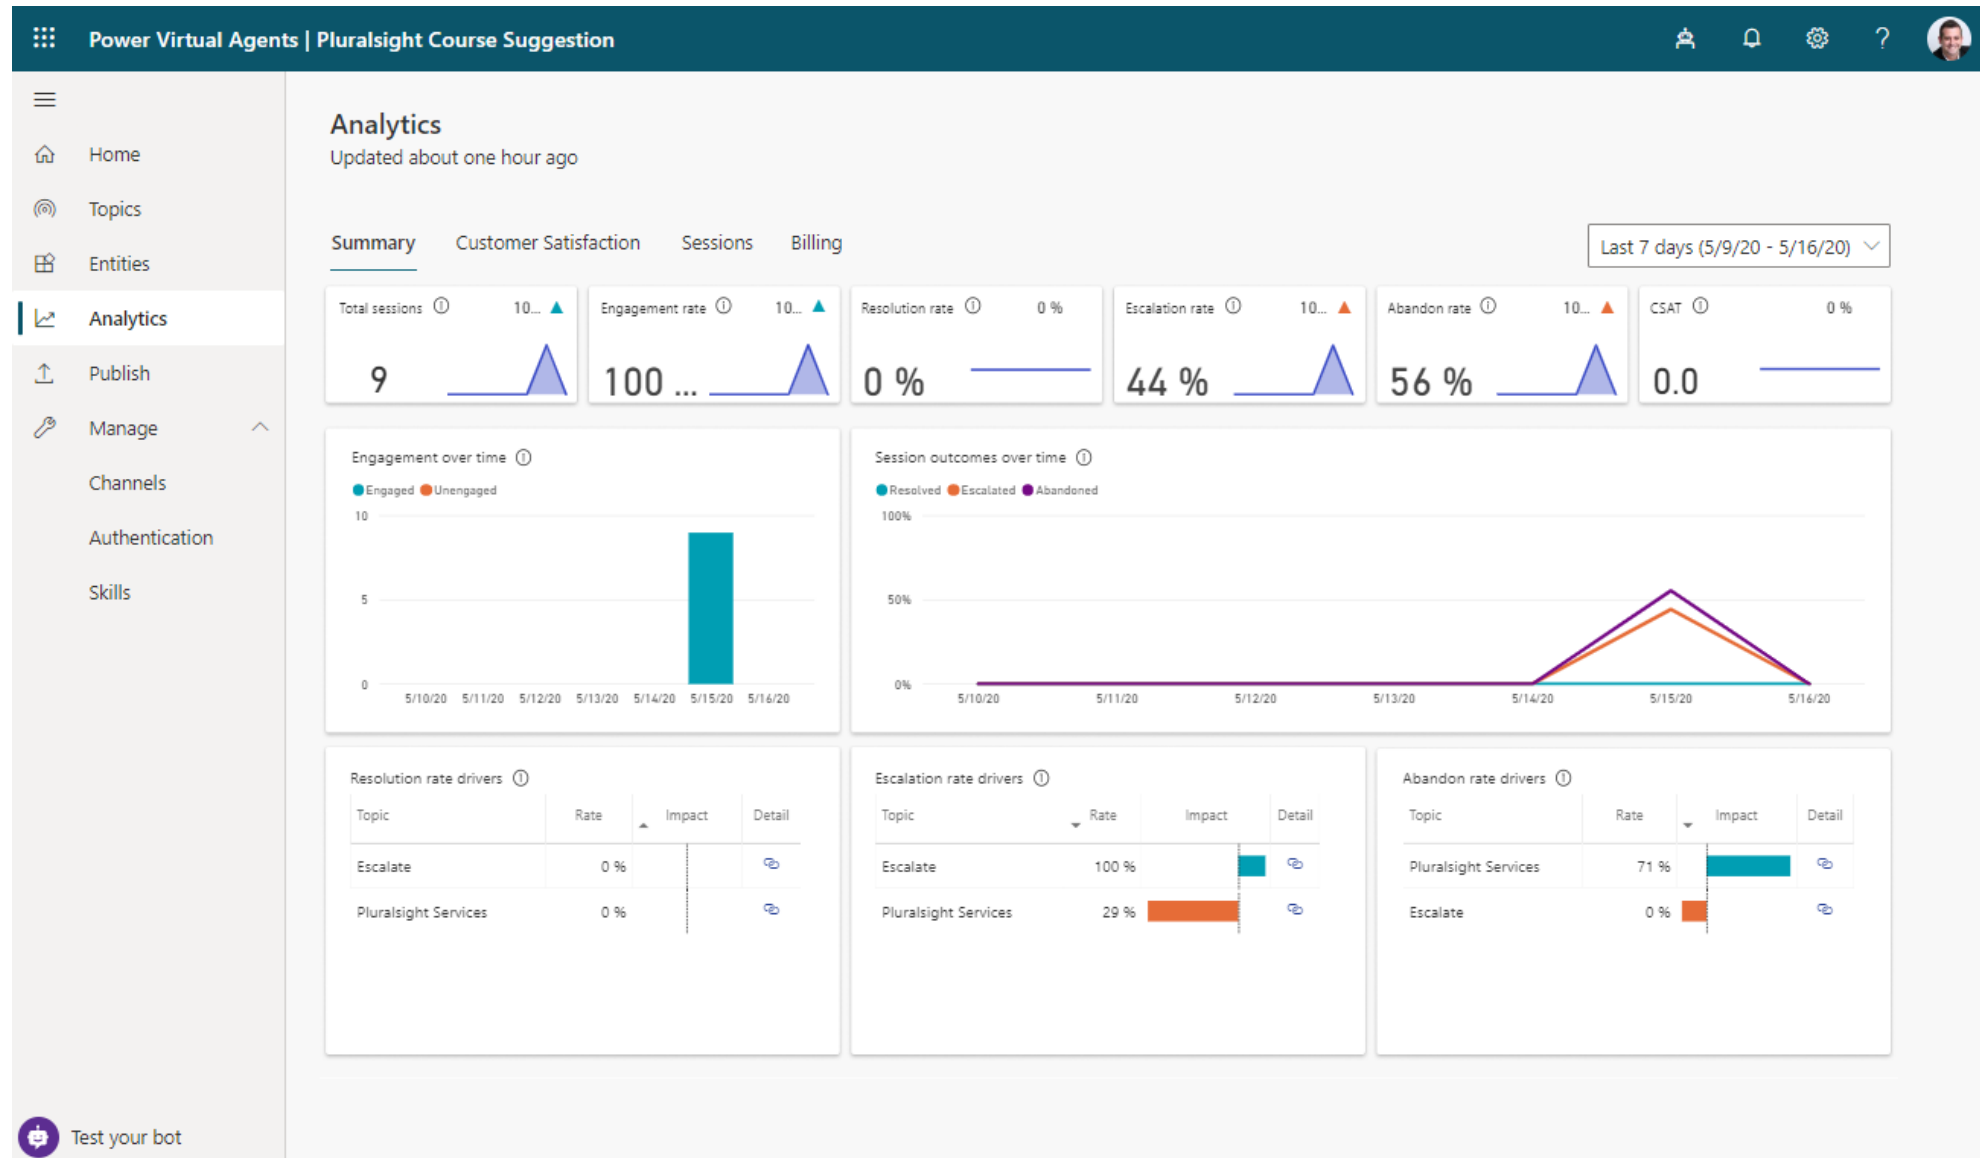 Power Virtual Agents | Pluralsight Course Suggestion
?
Home
Topics
Entities
Analytics
Publish
Manage
Channels
Authentication
Skills
Test your bot
Analytics
Updated about one hour ago
Summary Customer Satisfaction Sessions Billing
Last 7 days (5/9/20 - 5/16/20)
Total sessions 10...
9
Engagement rate 10...
100 ...
Resolution rate 0 %
0 %
Escalation rate 10...
44 %
Abandon rate 10...
56 %
CSAT 0 %
0.0
Engagement over time
Engaged Unengaged
10
5
0
5/10/20 5/11/20 5/12/20 5/13/20 5/14/20 5/15/20 5/16/20
Session outcomes over time
Resolved Escalated Abandoned
100%
50%
0%
5/10/20 5/11/20 5/12/20 5/13/20 5/14/20 5/15/20 5/16/20
Resolution rate drivers
Topic Rate Impact Detail
Escalate 0 %
Pluralsight Services 0 %
Escalation rate drivers
Topic Rate Impact Detail
Escalate 100 %
Pluralsight Services 29 %
Abandon rate drivers
Topic Rate Impact Detail
Pluralsight Services 71 %
Escalate 0 %